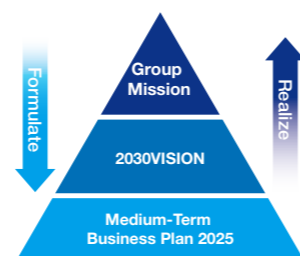 Group
Mission
Formulate
Realize
2030VISION
Medium-Term
Business Plan 2025